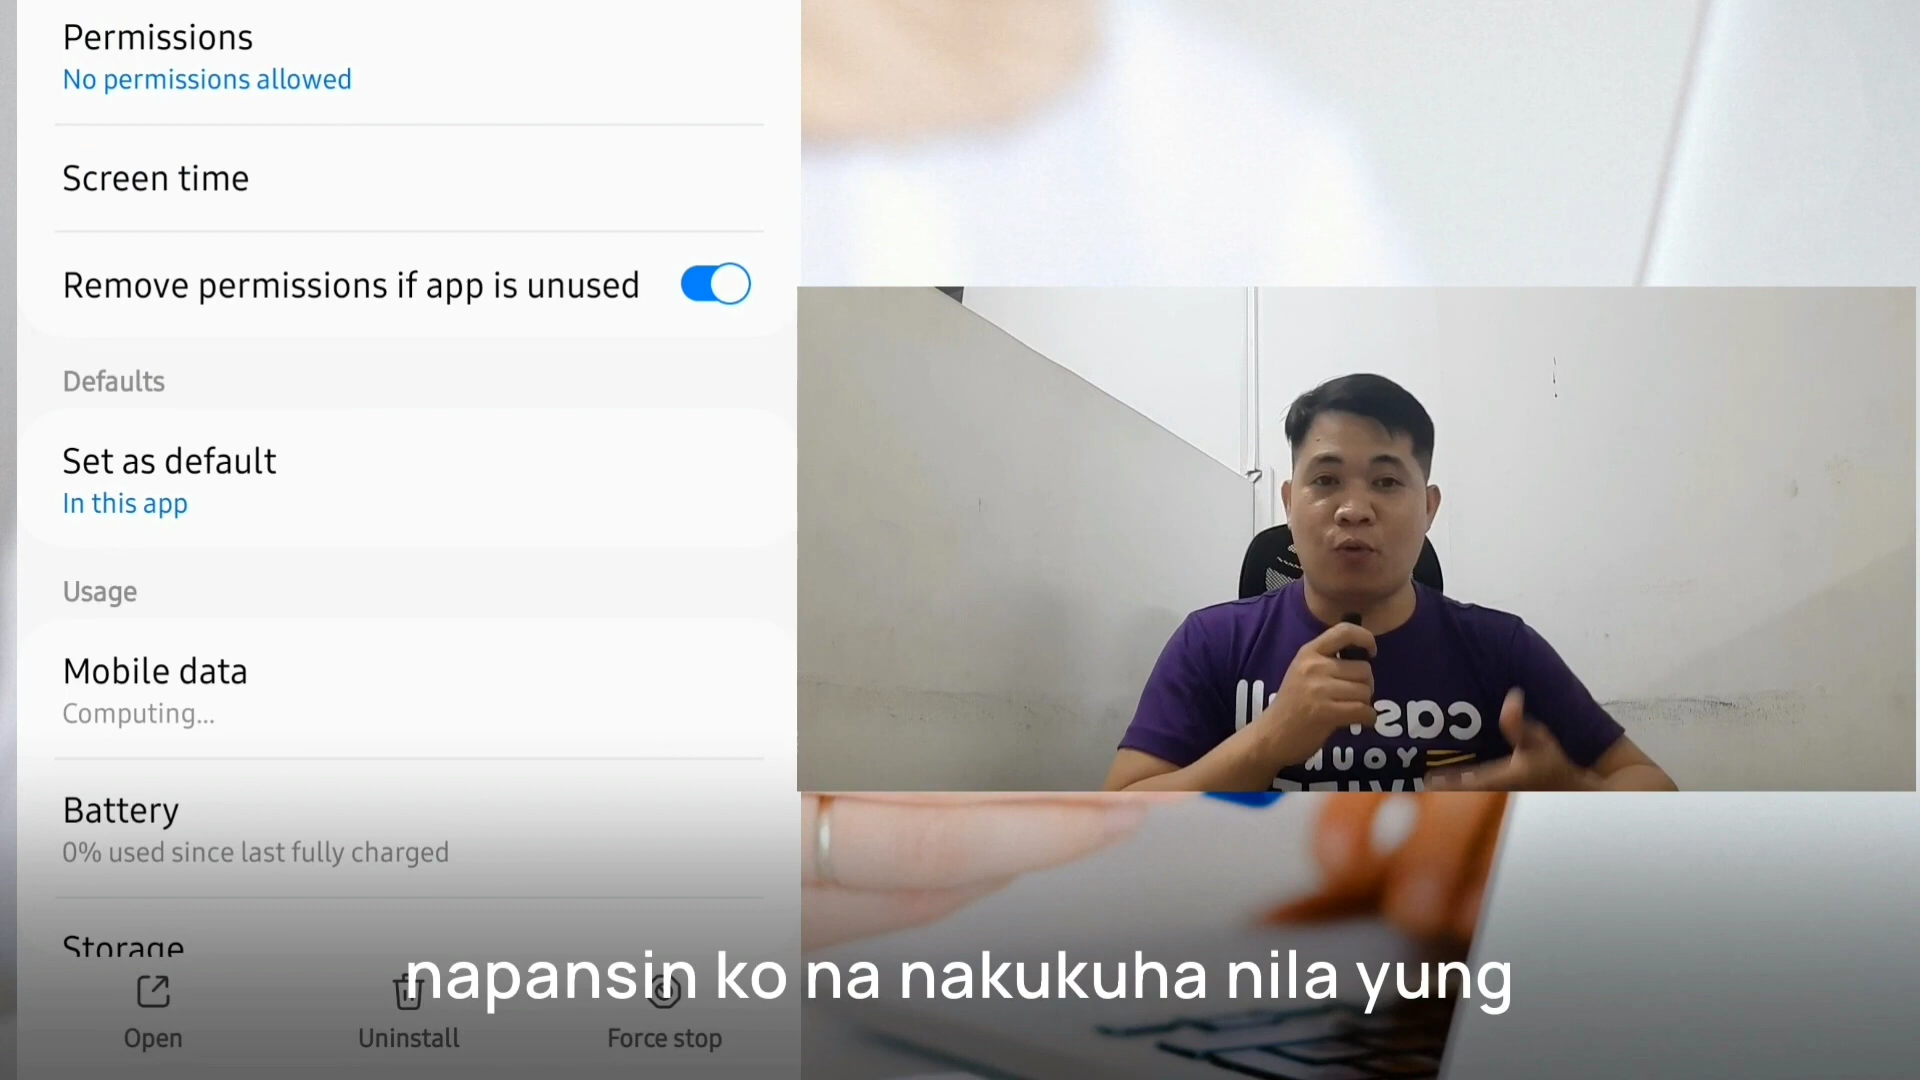 Permissions
No permissions allowed
Screen time
Remove permissions if app is unused
Defaults
Set as default
In this app
Usage
Mobile data
Computing...
Battery
0% used since last fully charged
Storage
napansin ko na nakukuha nila yung
Open
Uninstall
Force stop